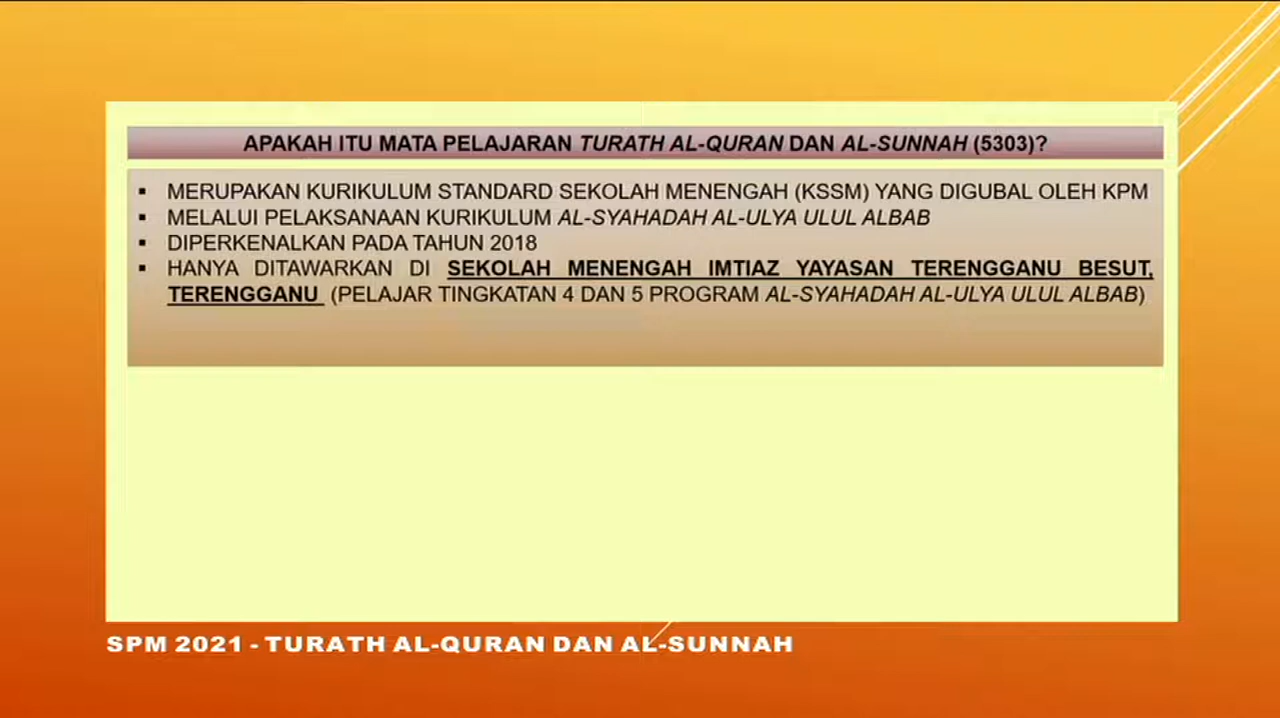 APAKAH ITU MATA PELAJARAN TURATH AL-QURAN DAN AL-SUNNAH (5303)?
▪ MERUPAKAN KURIKULUM STANDARD SEKOLAH MENENGAH (KSSM) YANG DIGUBAL OLEH KPM
▪ MELALUI PELAKSANAAN KURIKULUM AL-SYAHADAH AL-ULYA ULUL ALBAB
▪ DIPERKENALKAN PADA TAHUN 2018
▪ HANYA DITAWARKAN DI SEKOLAH MENENGAH IMTIAZ YAYASAN TERENGGANU BESUT,
TERENGGANU (PELAJAR TINGKATAN 4 DAN 5 PROGRAM AL-SYAHADAH AL-ULYA ULUL ALBAB)
SPM 2021 - TURATH AL-QURAN DAN AL-SUNNAH